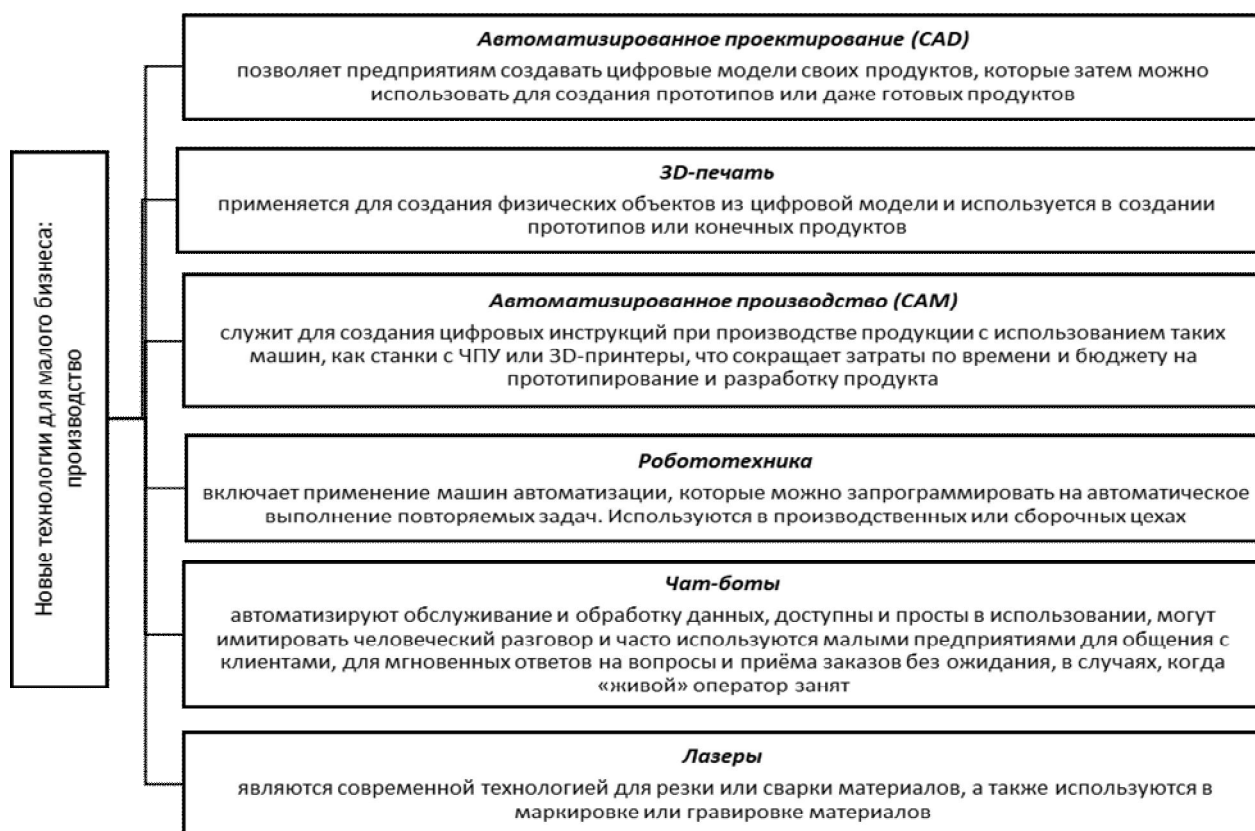 Новые технологии для малого бизнеса:
производство
Автоматизированное проектирование (CAD)
позволяет предприятиям создавать цифровые модели своих продуктов, которые затем можно
использовать для создания прототипов или даже готовых продуктов
3D-печать
применяется для создания физических объектов из цифровой модели и используется в создании
прототипов или конечных продуктов
Автоматизированное производство (CAM)
служит для создания цифровых инструкций при производстве продукции с использованием таких
машин, как станки с ЧПУ или 3D-принтеры, что сокращает затраты по времени и бюджету на
прототипирование и разработку продукта
Робототехника
включает применение машин автоматизации, которые можно запрограммировать на автоматическое
выполнение повторяемых задач. Используются в производственных или сборочных цехах
Чат-боты
автоматизируют обслуживание и обработку данных, доступны и просты в использовании, могут
имитировать человеческий разговор и часто используются малыми предприятиями для общения с
клиентами, для мгновенных ответов на вопросы и приёма заказов без ожидания, в случаях, когда
«живой» оператор занят
Лазеры
являются современной технологией для резки или сварки материалов, а также используются в
маркировке или гравировке материалов